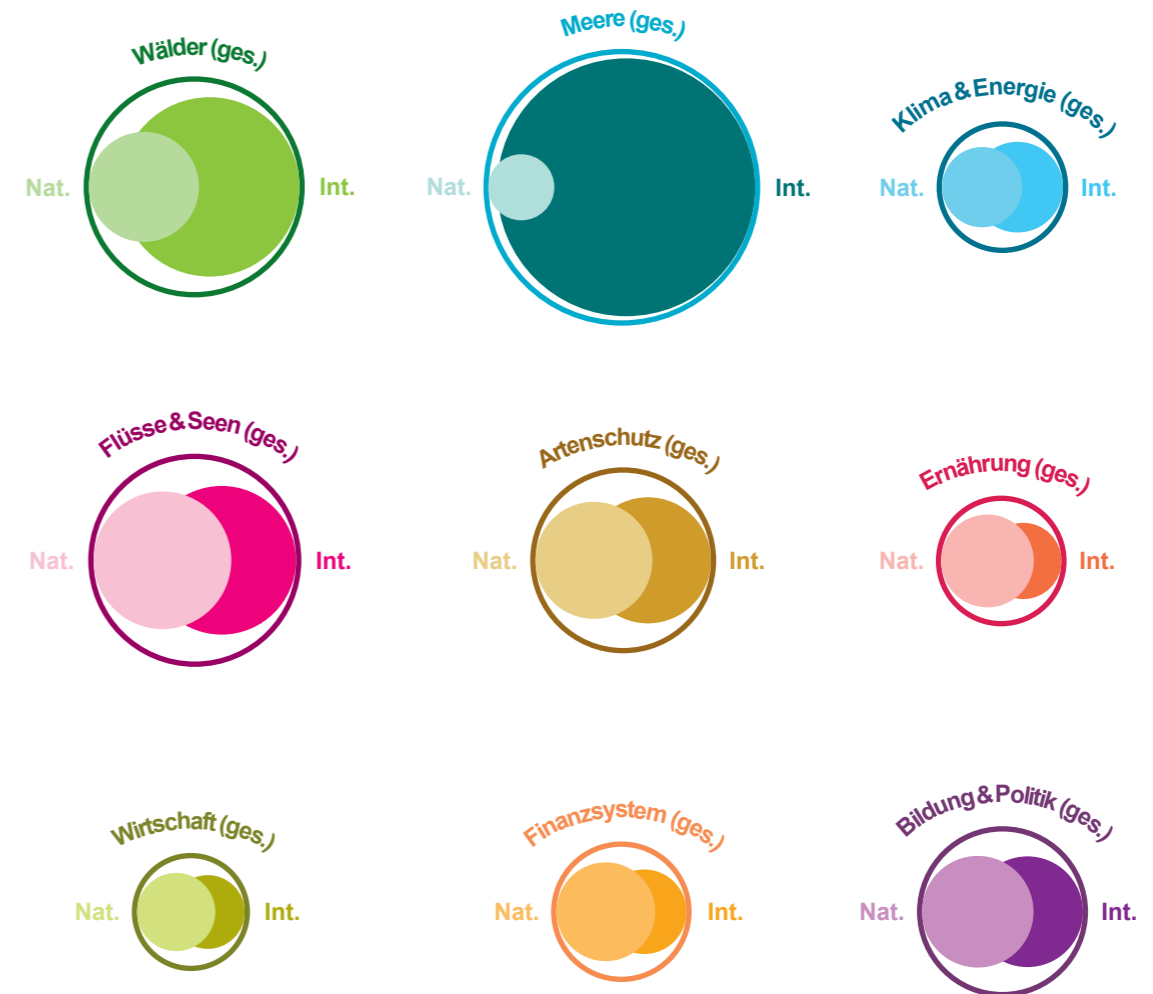 Wälder (ges.)
Nat.
Int.
Meere (ges.)
Nat.
Int.
Klima & Energie (ges.)
Nat.
Int.
Flüsse & Seen (ges.)
Nat.
Int.
Artenschutz (ges.)
Nat.
Int.
Ernährung (ges.)
Nat.
Int.
Wirtschaft (ges.)
Nat.
Int.
Finanzsystem (ges.)
Nat.
Int.
Bildung & Politik (ges.)
Nat.
Int.